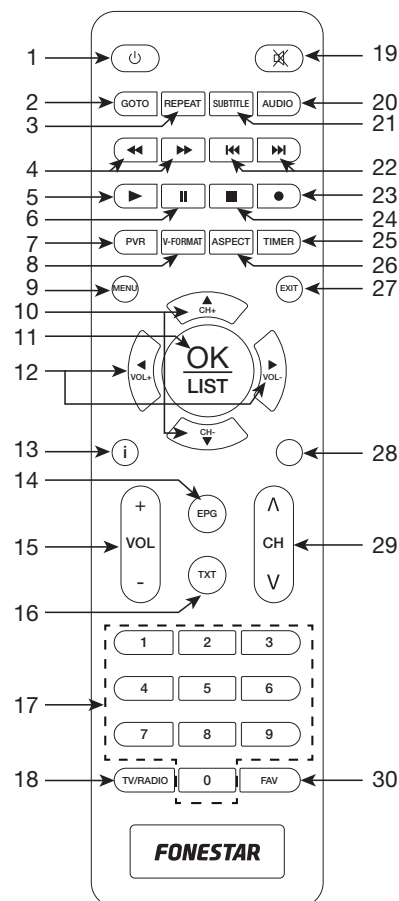 1 19
2 GOTO REPEAT SUBTITLE AUDIO 20
3 21
4 22
5 23
6 24
7 PVR V-FORMAT ASPECT TIMER 25
8 26
9 MENU EXIT 27
10 CH+
11 OK
LIST
12 VOL+ VOL-
CH-
13 i 28
14 EPG
+
15 VOL CH 29
-
16 TXT
1 2 3
4 5 6
17
7 8 9
18 TV/RADIO 0 FAV 30
FONESTAR